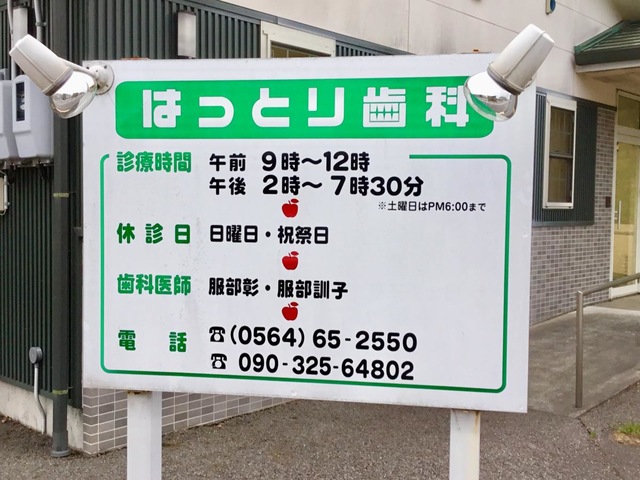 はっとり歯科
診療時間 午前 9時～12時
午後 2時～7時30分
※土曜日はPM6:00まで
休診日 日曜日・祝祭日
歯科医師 服部彰・服部訓子
電話 ☎(0564)65-2550
☎ 090-325-64802